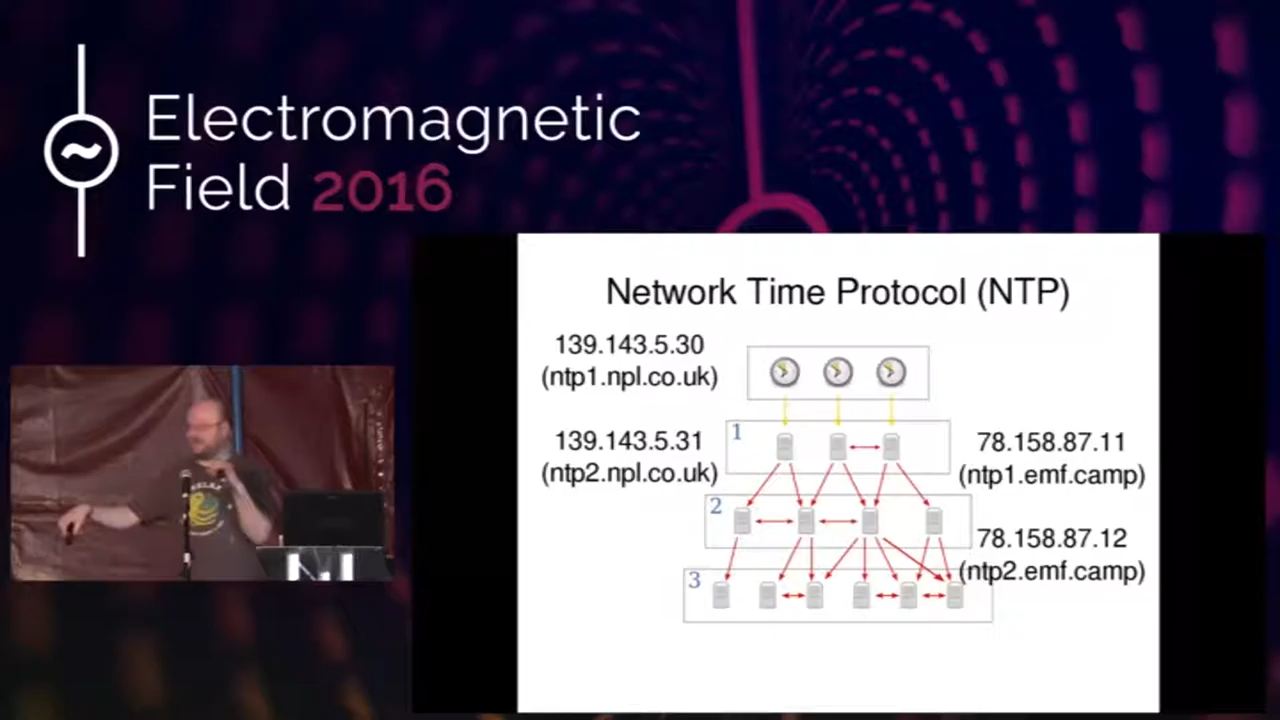 Electromagnetic
Field 2016
Network Time Protocol (NTP)
139.143.5.30
(ntp1.npl.co.uk)
139.143.5.31
(ntp2.npl.co.uk)
1
2
3
78.158.87.11
(ntp1.emf.camp)
78.158.87.12
(ntp2.emf.camp)